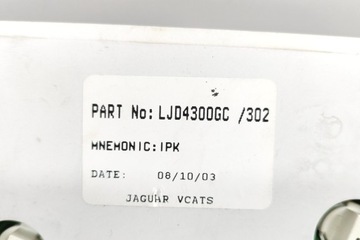 PART No: LJD4300GC /302
MNEMONIC: IPK
DATE: 08/10/03
JAGUAR VCATS